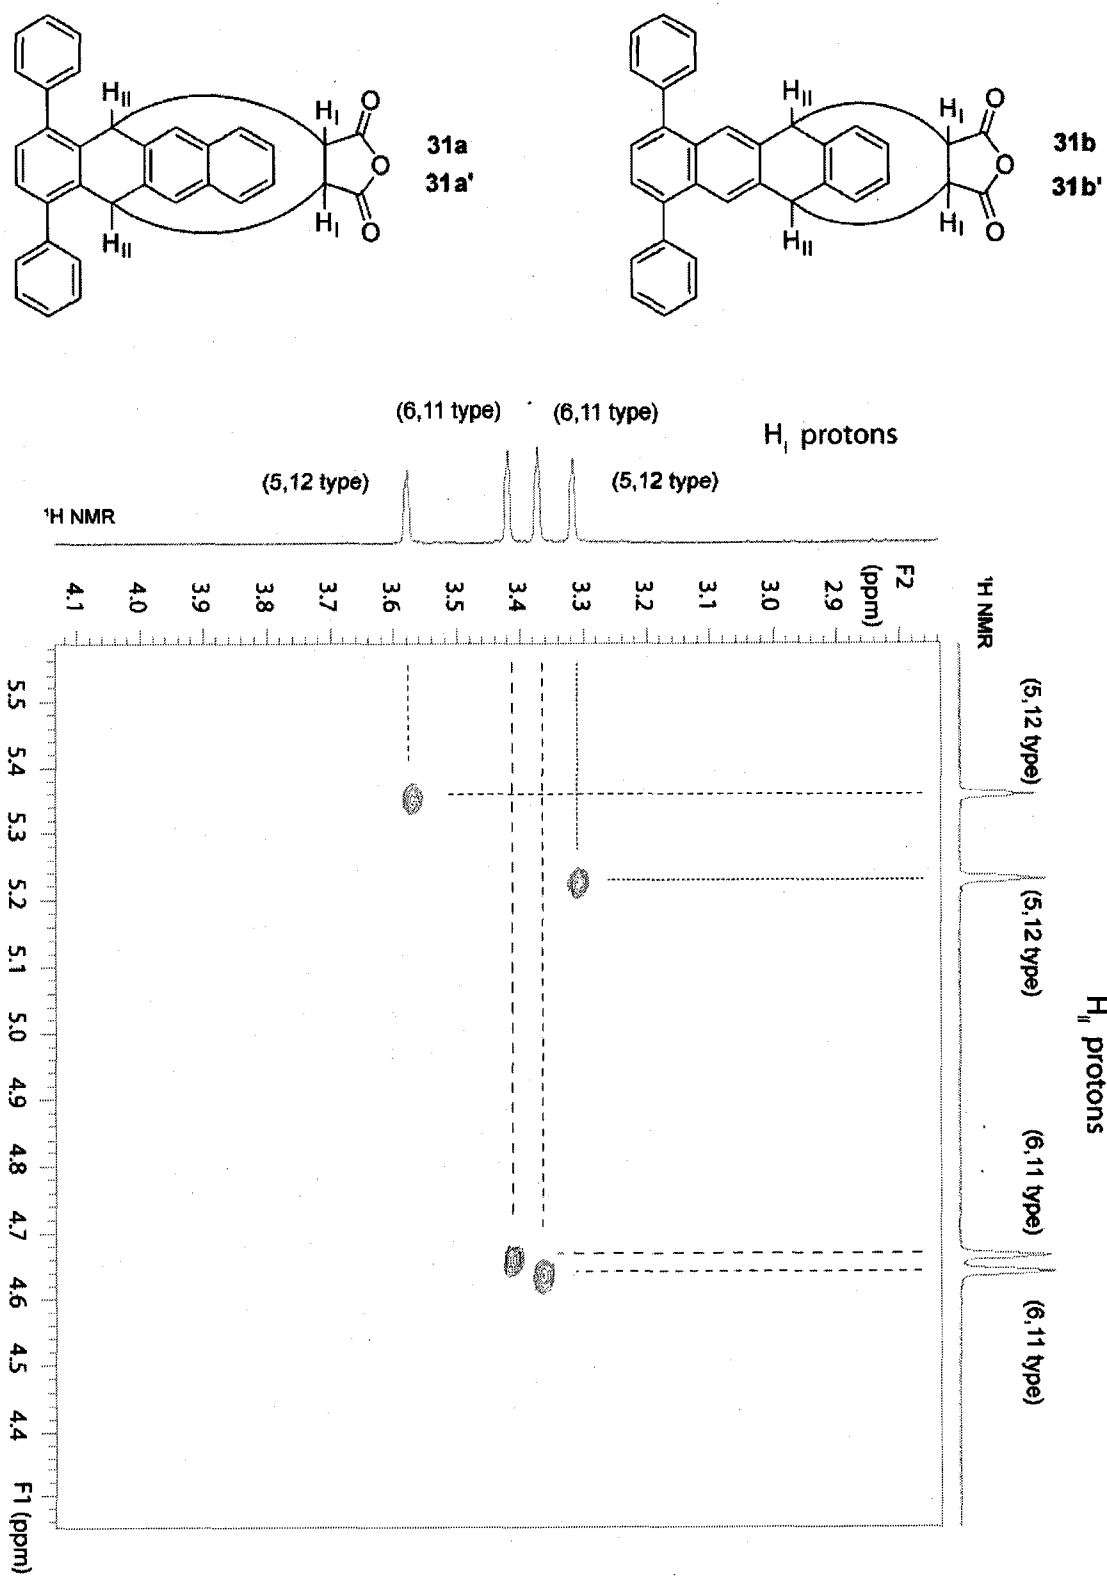 H_II
H_I
O
O
O
H_I
H_II
31a
31a'
H_II
H_I
O
O
O
H_I
H_II
31b
31b'
(6,11 type)
(6,11 type)
H_I protons
(5,12 type)
(5,12 type)
¹H NMR
4.1
4.0
3.9
3.8
3.7
3.6
3.5
3.4
3.3
3.2
3.1
3.0
2.9
F2
(ppm)
¹H NMR
(5,12 type)
(5,12 type)
H_II protons
(6,11 type)
(6,11 type)
5.5
5.4
5.3
5.2
5.1
5.0
4.9
4.8
4.7
4.6
4.5
4.4
F1 (ppm)